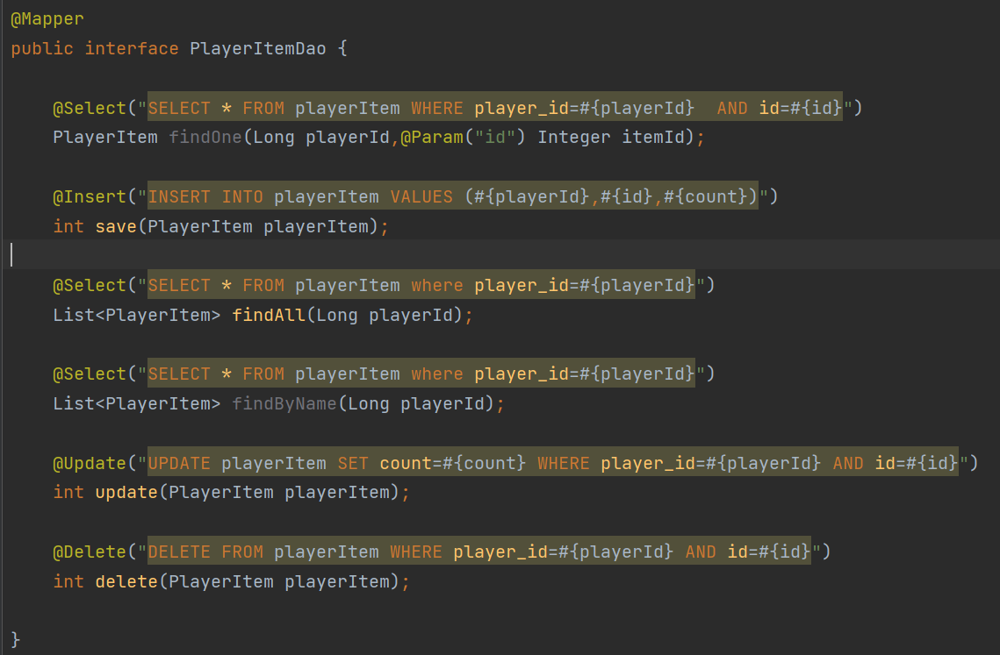 @Mapper
public interface PlayerItemDao {
@Select("SELECT * FROM playerItem WHERE player_id=#{playerId}  AND id=#{id}")
PlayerItem findOne(Long playerId,@Param("id") Integer itemId);
@Insert("INSERT INTO playerItem VALUES (#{playerId},#{id},#{count})")
int save(PlayerItem playerItem);
@Select("SELECT * FROM playerItem where player_id=#{playerId}")
List<PlayerItem> findAll(Long playerId);
@Select("SELECT * FROM playerItem where player_id=#{playerId}")
List<PlayerItem> findByName(Long playerId);
@Update("UPDATE playerItem SET count=#{count} WHERE player_id=#{playerId} AND id=#{id}")
int update(PlayerItem playerItem);
@Delete("DELETE FROM playerItem WHERE player_id=#{playerId} AND id=#{id}")
int delete(PlayerItem playerItem);
}